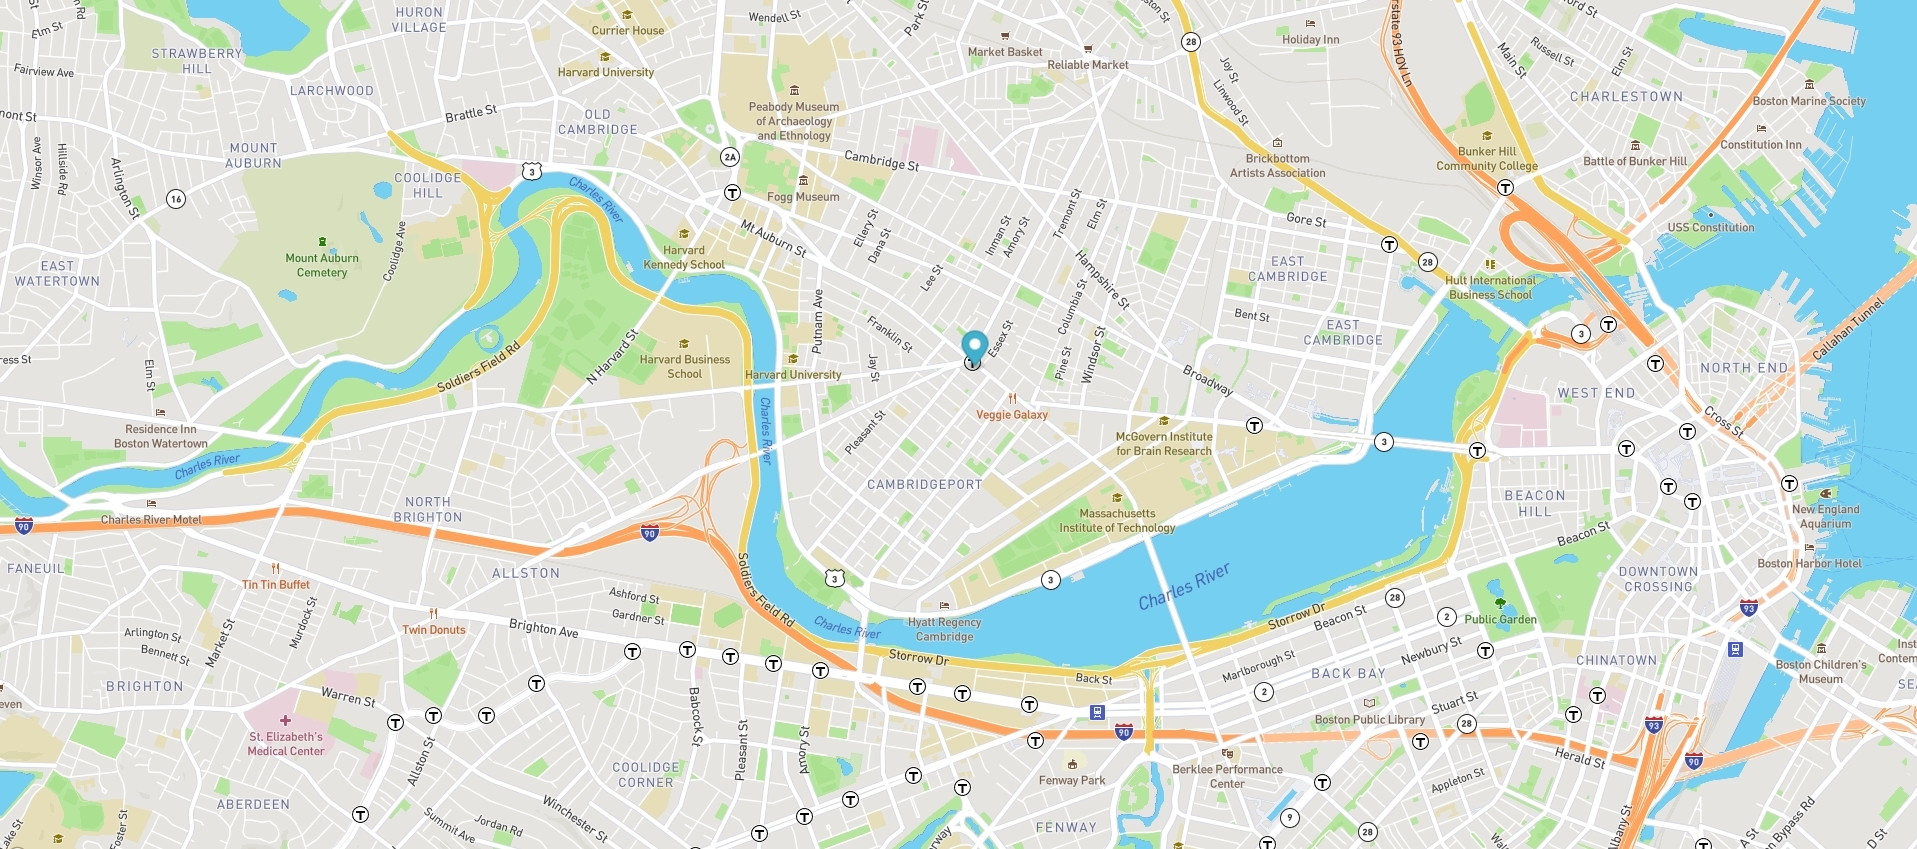 HURON
VILLAGE
Wendell St
Park St
28
Holiday Inn
Elm St
Currier House
Market Basket
Reliable Market
Joy St
Linwood St
Interstate 93 HOV Ln
Main St
Russell St
Elm St
STRAWBERRY
HILL
Fairview Ave
Harvard University
LARCHWOOD
Peabody Museum
of Archaeology
and Ethnology
CHARLESTOWN
Boston Marine Society
Brattle St
OLD
CAMBRIDGE
Winsor Ave
Hillside Rd
Arlington St
MOUNT
AUBURN
2A
Cambridge St
Brickbottom
Artists Association
Bunker Hill
Community College
Battle of Bunker Hill
Constitution Inn
COOLIDGE
HILL
3
Charles River
T
Fogg Museum
T
16
Coolidge Ave
Mt Auburn St
Ellery St
Dana St
Inman St
Amory St
Tremont St
Elm St
Gore St
USS Constitution
Mount Auburn
Cemetery
Harvard
Kennedy School
Lee St
Hampshire St
T
28
EAST
WATERTOWN
EAST
CAMBRIDGE
Hult International
Business School
Putnam Ave
Franklin St
Columbia St
Bent St
EAST
CAMBRIDGE
3
T
Callahan Tunnel
Essex St
T
Elm St
Soldiers Field Rd
N Harvard St
Harvard Business
School
Harvard University
Jay St
Pine St
Windsor St
Broadway
T
NORTH END
WEST END
Residence Inn
Boston Watertown
Charles River
Pleasant St
Veggie Galaxy
T
McGovern Institute
for Brain Research
3
T
T
T
Cross St
Charles River
CAMBRIDGEPORT
T
T
T
BEACON
HILL
NORTH
BRIGHTON
90
Charles River Motel
90
Massachusetts
Institute of Technology
New England
Aquarium
Beacon St
Boston Harbor Hotel
FANEUIL
Tin Tin Buffet
ALLSTON
Soldiers Field Rd
3
3
Charles River
DOWNTOWN
CROSSING
Ashford St
Gardner St
Hyatt Regency
Cambridge
Storrow Dr
Beacon St
28
2
Public Garden
93
Twin Donuts
Brighton Ave
Charles River
Murdock St
Market St
Arlington St
Bennett St
T
T
T
T
T
Storrow Dr
Back St
Marlborough St
Newbury St
T
CHINATOWN
Boston Children's
Museum
BRIGHTON
Warren St
T
T
T
T
T
T
T
2
BACK BAY
Stuart St
T
T
Babcock St
Pleasant St
Amory St
St. Elizabeth's
Medical Center
Allston St
T
90
Boston Public Library
28
T
93
90
Herald St
COOLIDGE
CORNER
T
Fenway Park
Berklee Performance
Center
T
Appleton St
ABERDEEN
T
Summit Ave
Jordan Rd
Winchester St
T
T
T
T
FENWAY
9
28
T
T
Albany St
A St
D St